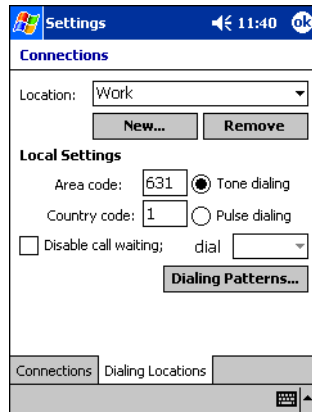 Settings 11:40 ok
Connections
Location: Work
New... Remove
Local Settings
Area code: 631 Tone dialing
Country code: 1 Pulse dialing
Disable call waiting; dial
Dialing Patterns...
Connections Dialing Locations